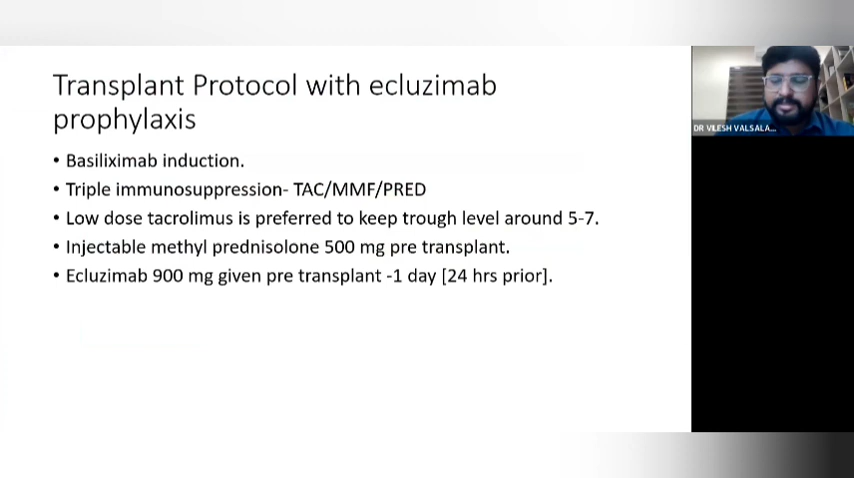 Transplant Protocol with ecluzimab
prophylaxis
• Basiliximab induction.
• Triple immunosuppression- TAC/MMF/PRED
• Low dose tacrolimus is preferred to keep trough level around 5-7.
• Injectable methyl prednisolone 500 mg pre transplant.
• Ecluzimab 900 mg given pre transplant -1 day [24 hrs prior].
DR VILESH VALSALA...